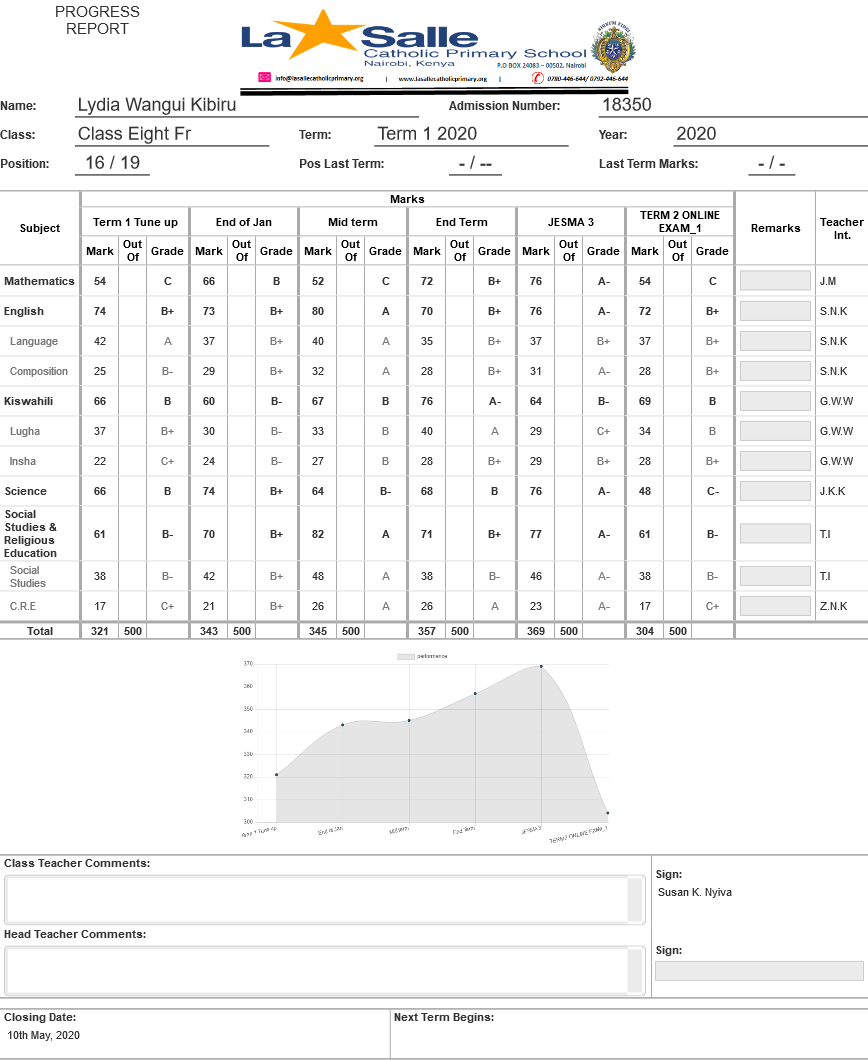 PROGRESS
REPORT
La Salle
Catholic Primary School
Nairobi, Kenya
P.O BOX 24083 – 00502, Nairobi
info@lasallecatholicprimary.org | www.lasallecatholicprimary.org | 0780-446-644/ 0792-446-644
Name: Lydia Wangui Kibiru Admission Number: 18350
Class: Class Eight Fr Term: Term 1 2020 Year: 2020
Position: 16 / 19 Pos Last Term: - / -- Last Term Marks: - / -
Marks
Subject Term 1 Tune up End of Jan Mid term End Term JESMA 3 TERM 2 ONLINE EXAM_1 Remarks Teacher Int.
Mark Out Of Grade Mark Out Of Grade Mark Out Of Grade Mark Out Of Grade Mark Out Of Grade Mark Out Of Grade
Mathematics 54 C 66 B 52 C 72 B+ 76 A- 54 C J.M
English 74 B+ 73 B+ 80 A 70 B+ 76 A- 72 B+ S.N.K
Language 42 A 37 B+ 40 A 35 B+ 37 B+ 37 B+ S.N.K
Composition 25 B- 29 B+ 32 A 28 B+ 31 A- 28 B+ S.N.K
Kiswahili 66 B 60 B- 67 B 76 A- 64 B- 69 B G.W.W
Lugha 37 B+ 30 B- 33 B 40 A 29 C+ 34 B G.W.W
Insha 22 C+ 24 B- 27 B 28 B+ 29 B+ 28 B+ G.W.W
Science 66 B 74 B+ 64 B- 68 B 76 A- 48 C- J.K.K
Social
Studies &
Religious
Education 61 B- 70 B+ 82 A 71 B+ 77 A- 61 B- T.I
Social
Studies 38 B- 42 B+ 48 A 38 B- 46 A- 38 B- T.I
C.R.E 17 C+ 21 B+ 26 A 26 A 23 A- 17 C+ Z.N.K
Total 321 500 343 500 345 500 357 500 369 500 304 500
performance
370
360
350
340
330
320
310
300
Tune up End of Jan Mid term End Term JESMA 3 TERM 2 ONLINE EXAM_1
Class Teacher Comments:
Sign:
Susan K. Nyiva
Head Teacher Comments:
Sign:
Closing Date: Next Term Begins:
10th May, 2020